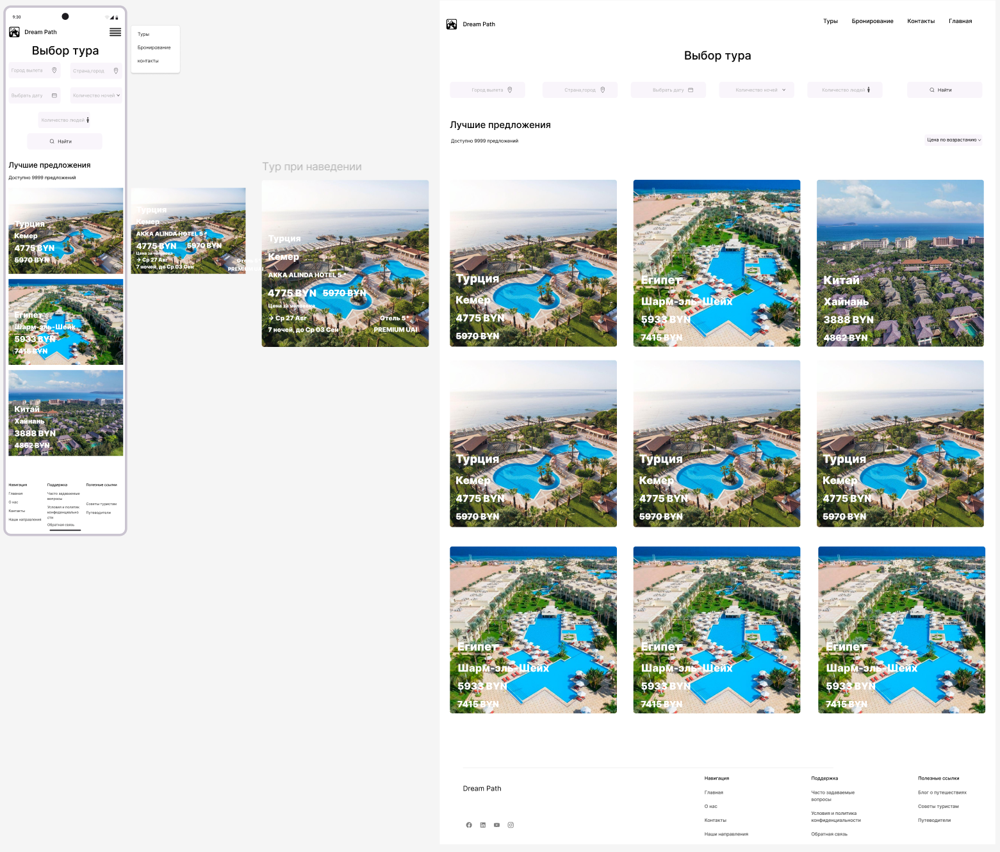 9:30
Dream Path
Выбор тура
Город вылета
Страна,город
Выбрать дату
Количество ночей
Количество людей
Найти
Лучшие предложения
Доступно 9999 предложений
Турция
Кемер
4775 BYN
5970 BYN
Египет
Шарм-эль-Шейх
5933 BYN
7415 BYN
Китай
Хайнань
3888 BYN
4862 BYN
Навигация
Главная
О нас
Контакты
Наши направления
Поддержка
Часто задаваемые
вопросы
Условия и политик
конфеденциально
сти
Обратная связь
Полезные ссылки
Советы туристам
Путеводители
Туры
Бронирование
контакты
Турция
Кемер
AKKA ALINDA HOTEL 5 *
4775 BYN 5970 BYN
Цена за человека
→ Ср 27 Авг
7 ночей, до Ср 03 Сен
Отель 5*
PREMIUM UAI
Тур при наведении
Турция
Кемер
AKKA ALINDA HOTEL 5 *
4775 BYN 5970 BYN
Цена за человека
→ Ср 27 Авг
7 ночей, до Ср 03 Сен
Отель 5*
PREMIUM UAI
Dream Path
Туры Бронирование Контакты Главная
Выбор тура
Город вылета
Страна,город
Выбрать дату
Количество ночей
Количество людей
Найти
Лучшие предложения
Доступно 9999 предложений
Цена по возрастанию
Турция
Кемер
4775 BYN
5970 BYN
Египет
Шарм-эль-Шейх
5933 BYN
7415 BYN
Китай
Хайнань
3888 BYN
4862 BYN
Турция
Кемер
4775 BYN
5970 BYN
Турция
Кемер
4775 BYN
5970 BYN
Турция
Кемер
4775 BYN
5970 BYN
Египет
Шарм-эль-Шейх
5933 BYN
7415 BYN
Египет
Шарм-эль-Шейх
5933 BYN
7415 BYN
Египет
Шарм-эль-Шейх
5933 BYN
7415 BYN
Dream Path
Навигация
Главная
О нас
Контакты
Наши направления
Поддержка
Часто задаваемые
вопросы
Условия и политика
конфиденциальности
Обратная связь
Полезные ссылки
Блог о путешествиях
Советы туристам
Путеводители